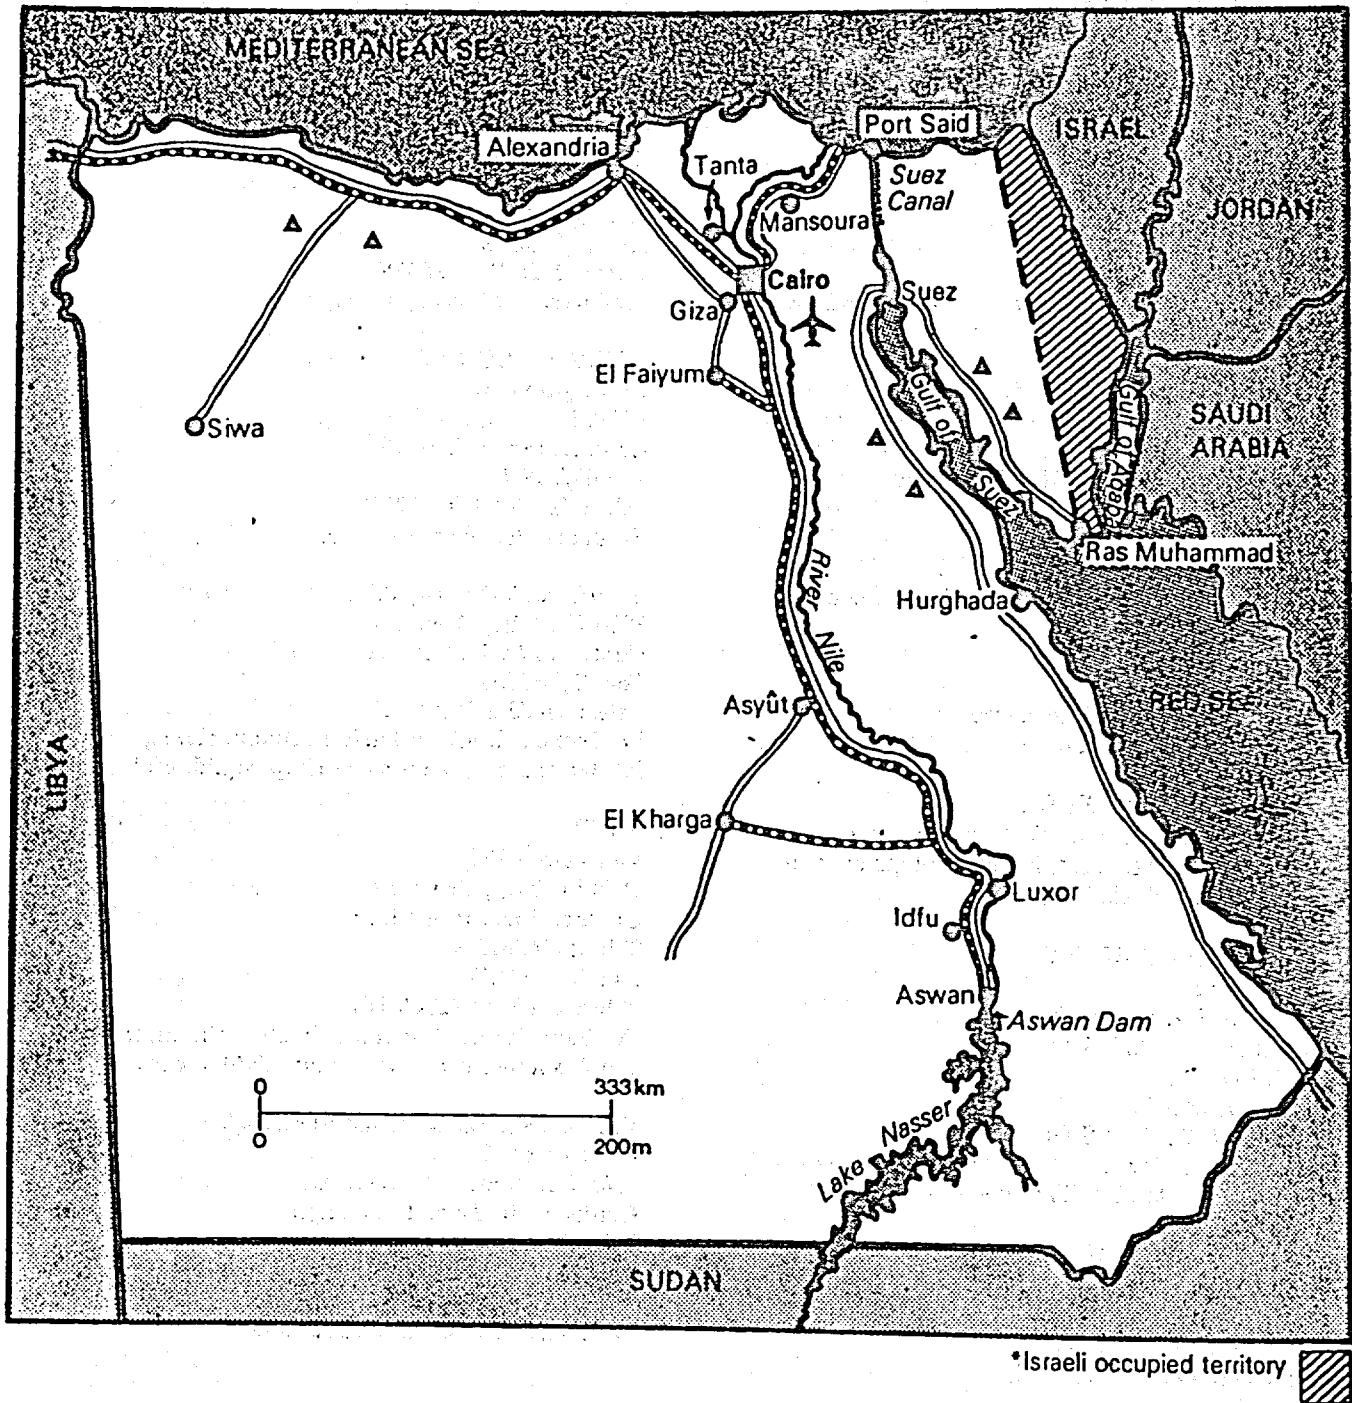 MEDITERRANEAN SEA
Alexandria
Port Said
ISRAEL
Tanta
Suez
Canal
JORDAN
Mansoura
Cairo
Suez
Giza
El Faiyum
Gulf of
Suez
Gulf of Aqaba
SAUDI
ARABIA
Siwa
Ras Muhammad
River Nile
Hurghada
Asyût
RED SEA
LIBYA
El Kharga
Luxor
Idfu
Aswan
Aswan Dam
0 333km
0 200m
Lake Nasser
SUDAN
*Israeli occupied territory